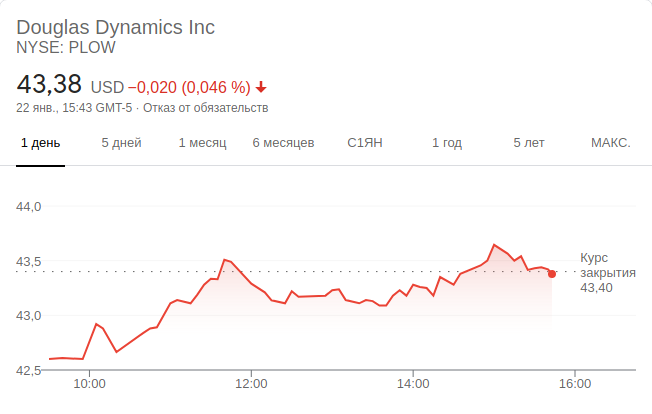 Douglas Dynamics Inc
NYSE: PLOW
43,38 USD −0,020 (0,046 %)
22 янв., 15:43 GMT-5 · Отказ от обязательств
1 день 5 дней 1 месяц 6 месяцев С1ЯН 1 год 5 лет МАКС.
44,0
43,5
43,0
42,5
Курс
закрытия
43,40
10:00 12:00 14:00 16:00